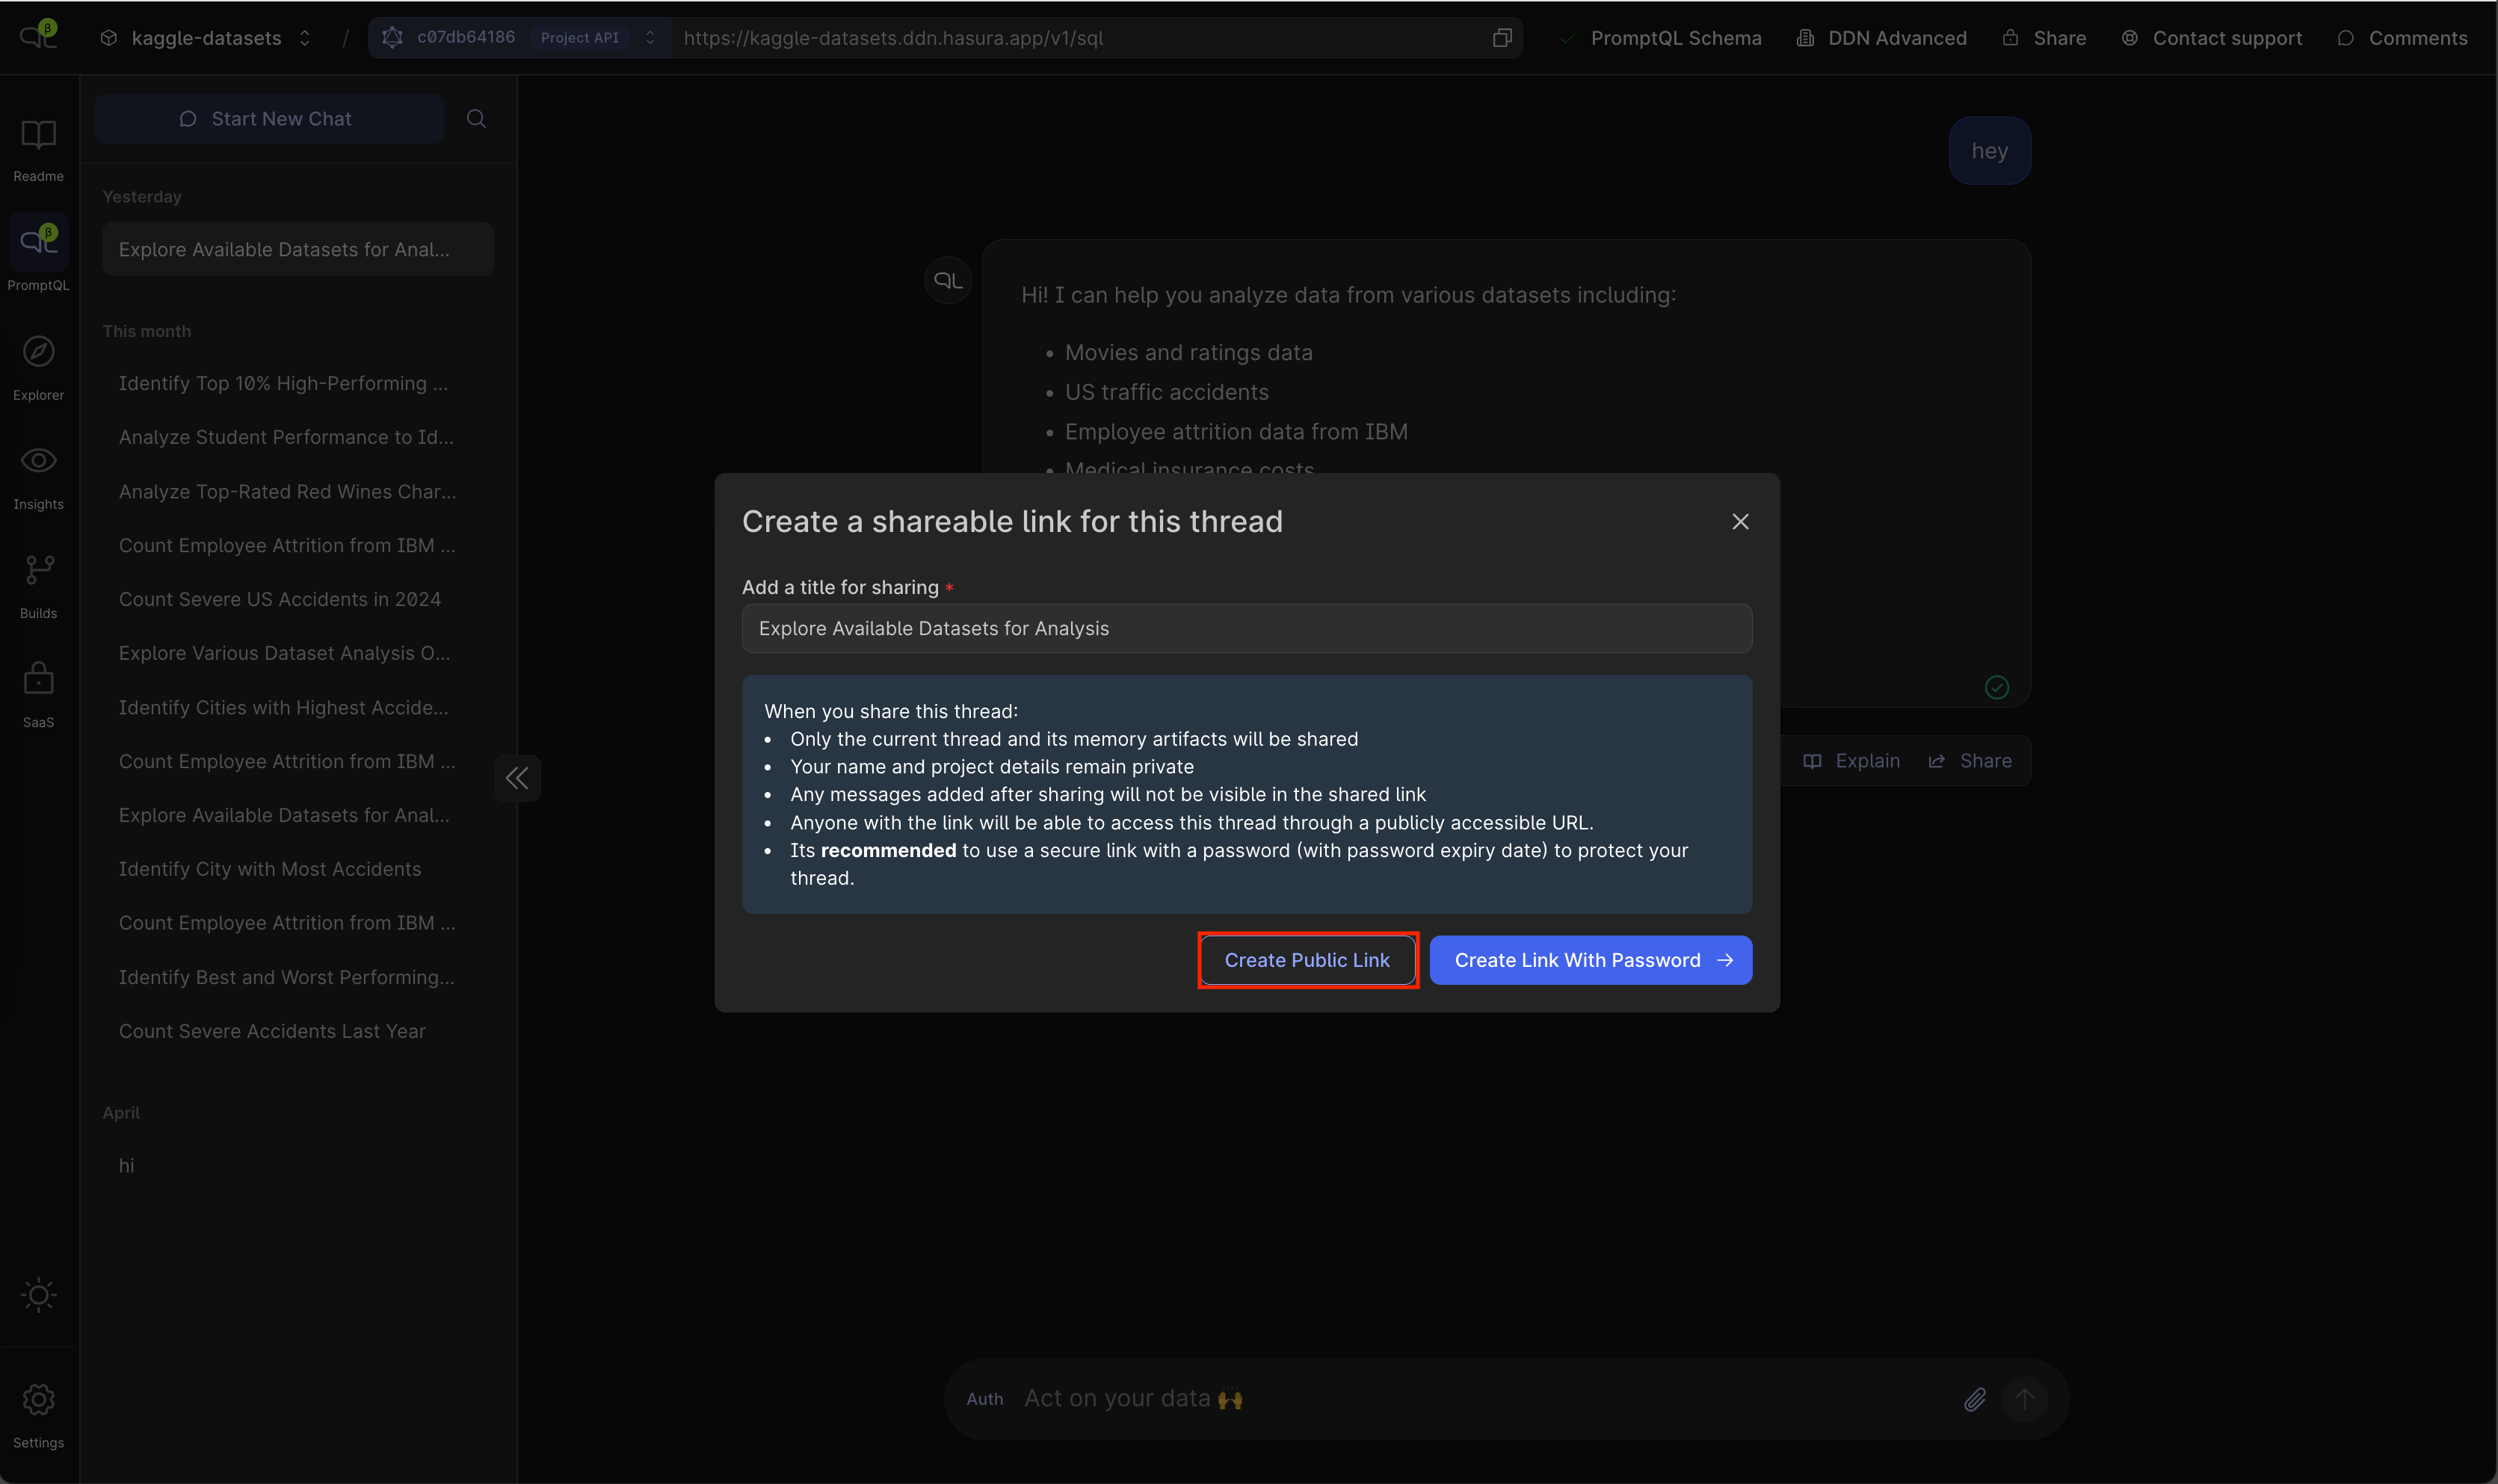 β
kaggle-datasets
/
c07db64186
Project API
https://kaggle-datasets.ddn.hasura.app/v1/sql
PromptQL Schema
DDN Advanced
Share
Contact support
Comments
Readme
β
PromptQL
Explorer
Insights
Builds
SaaS
Settings
Start New Chat
Yesterday
Explore Available Datasets for Anal...
This month
Identify Top 10% High-Performing ...
Analyze Student Performance to Id...
Analyze Top-Rated Red Wines Char...
Count Employee Attrition from IBM ...
Count Severe US Accidents in 2024
Explore Various Dataset Analysis O...
Identify Cities with Highest Accide...
Count Employee Attrition from IBM ...
Explore Available Datasets for Anal...
Identify City with Most Accidents
Count Employee Attrition from IBM ...
Identify Best and Worst Performing...
Count Severe Accidents Last Year
April
hi
hey
Hi! I can help you analyze data from various datasets including:
• Movies and ratings data
• US traffic accidents
• Employee attrition data from IBM
• Medical insurance costs
Create a shareable link for this thread
Add a title for sharing *
Explore Available Datasets for Analysis
When you share this thread:
• Only the current thread and its memory artifacts will be shared
• Your name and project details remain private
• Any messages added after sharing will not be visible in the shared link
• Anyone with the link will be able to access this thread through a publicly accessible URL.
• Its recommended to use a secure link with a password (with password expiry date) to protect your
thread.
Create Public Link
Create Link With Password →
Explain
Share
Auth
Act on your data 🙌